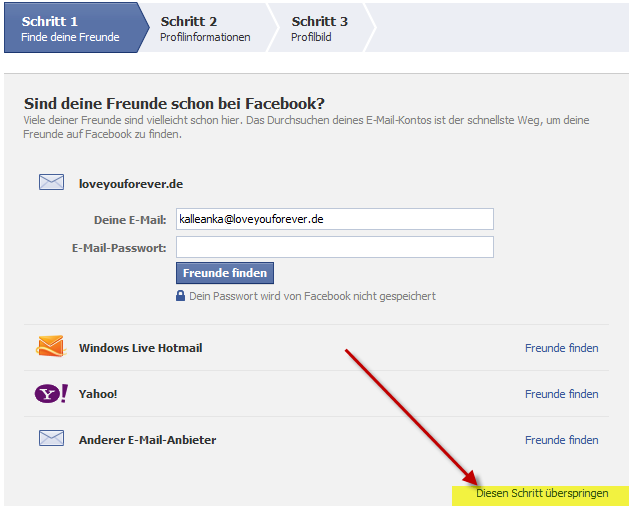 Schritt 1
Finde deine Freunde
Schritt 2
Profilinformationen
Schritt 3
Profilbild
Sind deine Freunde schon bei Facebook?
Viele deiner Freunde sind vielleicht schon hier. Das Durchsuchen deines E-Mail-Kontos ist der schnellste Weg, um deine
Freunde auf Facebook zu finden.
loveyouforever.de
Deine E-Mail: kalleanka@loveyouforever.de
E-Mail-Passwort:
Freunde finden
Dein Passwort wird von Facebook nicht gespeichert
Windows Live Hotmail Freunde finden
Y! Yahoo! Freunde finden
Anderer E-Mail-Anbieter Freunde finden
Diesen Schritt überspringen